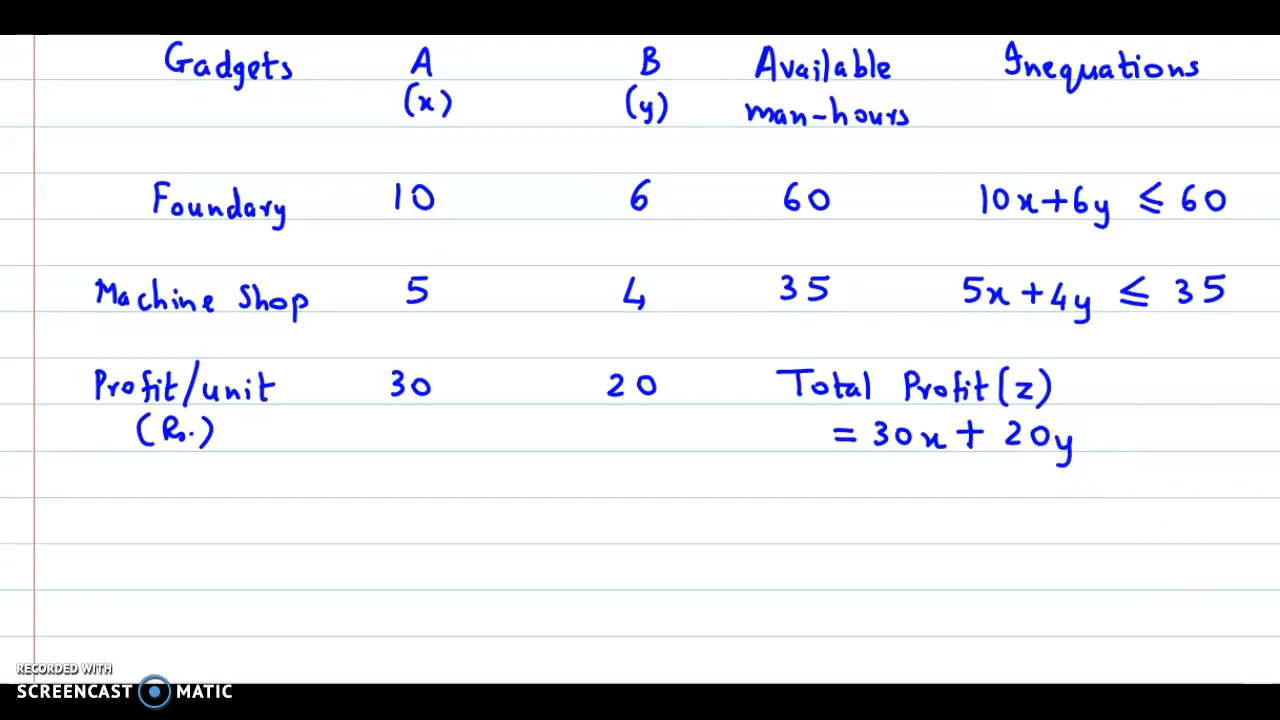 Gadgets A B Available Inequations
(x) (y) man-hours
Foundary 10 6 60 10x+6y ≤ 60
Machine Shop 5 4 35 5x+4y ≤ 35
Profit/unit 30 20 Total Profit(z)
(Rs.) = 30x + 20y
RECORDED WITH
SCREENCAST MATIC